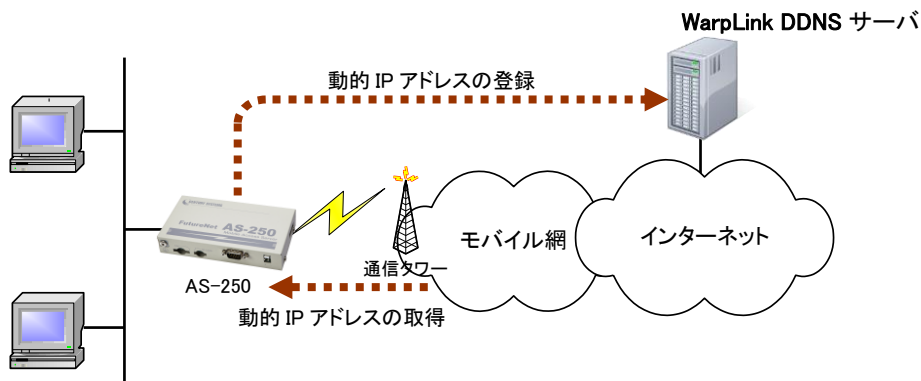 WarpLink DDNS サーバ
動的 IP アドレスの登録
FutureNet AS-250
モバイル網
インターネット
通信タワー
AS-250
動的 IP アドレスの取得